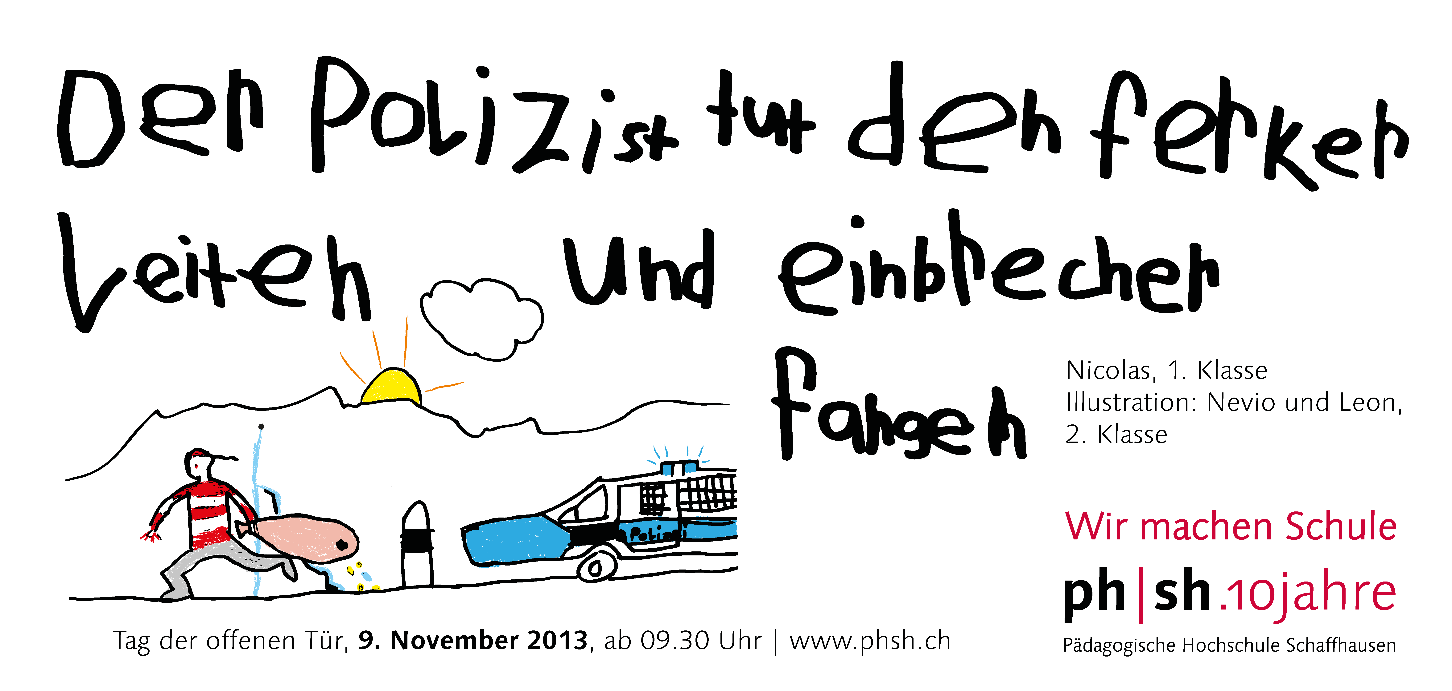 Der Polizist tut den ferker
Leiten und einbrecher
fangen
Nicolas, 1. Klasse
Illustration: Nevio und Leon,
2. Klasse
Polizei
Wir machen Schule
ph|sh.10jahre
Pädagogische Hochschule Schaffhausen
Tag der offenen Tür, 9. November 2013, ab 09.30 Uhr | www.phsh.ch